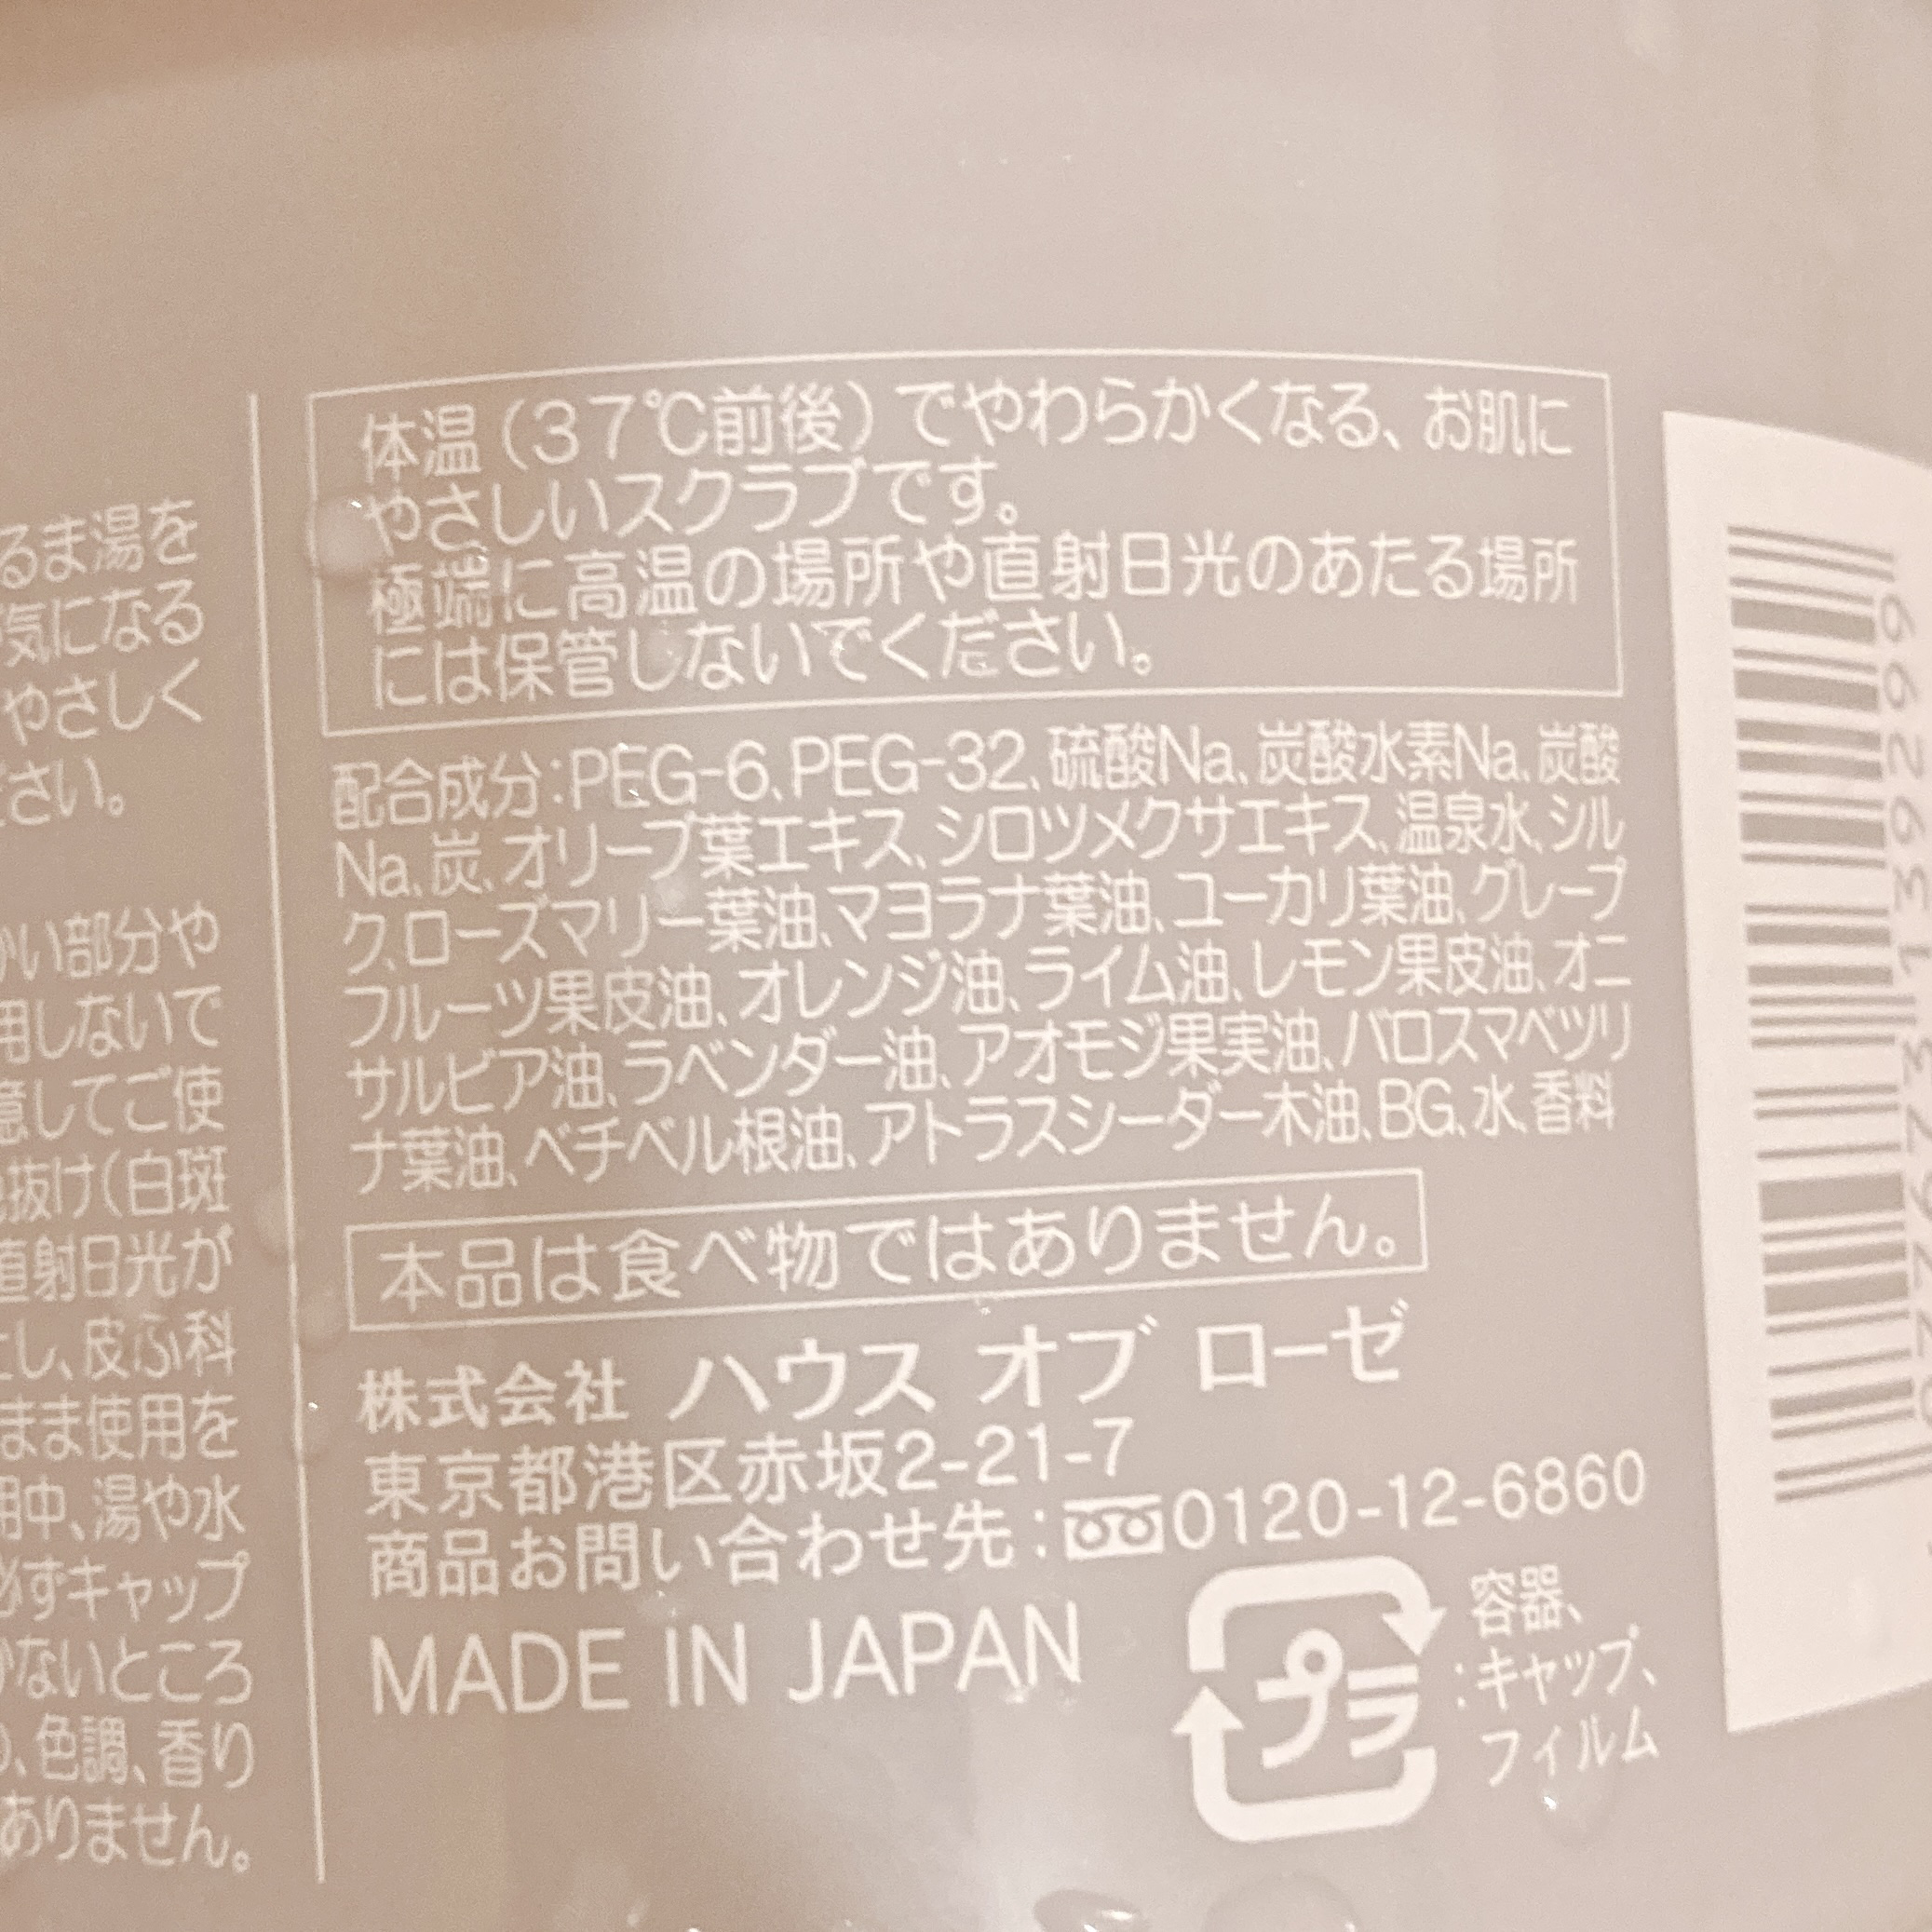 るま湯を
気になる
やさしく
ださい。
かい部分や
用しないで
意してご使
色抜け(白斑
直射日光が
とし、皮ふ科
まま使用を
用中、湯や水
必ずキャップ
かないところ
、色調、香り
ありません。
体温(37℃前後)でやわらかくなる、お肌に
やさしいスクラブです。
極端に高温の場所や直射日光のあたる場所
には保管しないでください。
配合成分:PEG-6、PEG-32、硫酸Na、炭酸水素Na、炭酸
Na、炭、オリーブ葉エキス、シロツメクサエキス、温泉水、シル
ク、ローズマリー葉油、マヨラナ葉油、ユーカリ葉油、グレープ
フルーツ果皮油、オレンジ油、ライム油、レモン果皮油、オニ
サルビア油、ラベンダー油、アオモジ果実油、バロスマベツリ
ナ葉油、ベチベル根油、アトラスシーダー木油、BG、水、香料
本品は食べ物ではありません。
株式会社 ハウス オブ ローゼ
東京都港区赤坂2-21-7
商品お問い合わせ先:0120-12-6860
MADE IN JAPAN
プラ
容器、
:キャップ、
フィルム